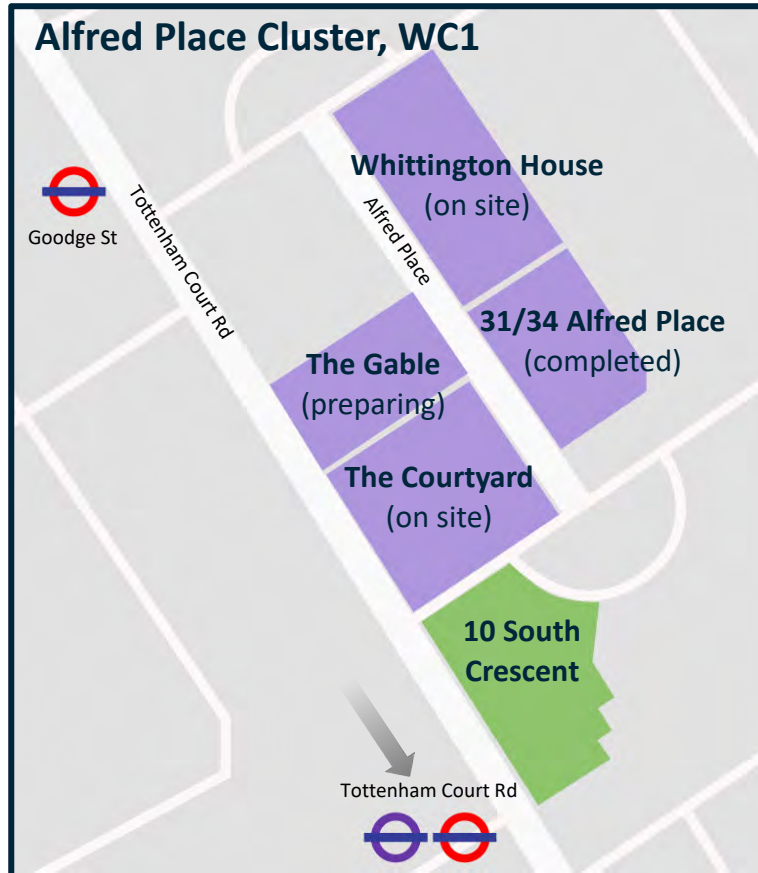 Alfred Place Cluster, WC1
Whittington House
(on site)
Goodge St
Tottenham Court Rd
Alfred Place
31/34 Alfred Place
(completed)
The Gable
(preparing)
The Courtyard
(on site)
10 South
Crescent
Tottenham Court Rd